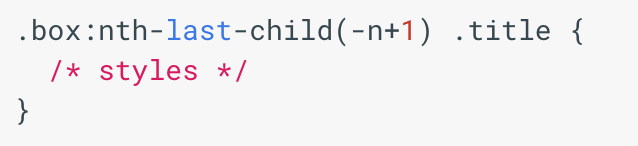 .box:nth-last-child(-n+1) .title {
  /* styles */
}